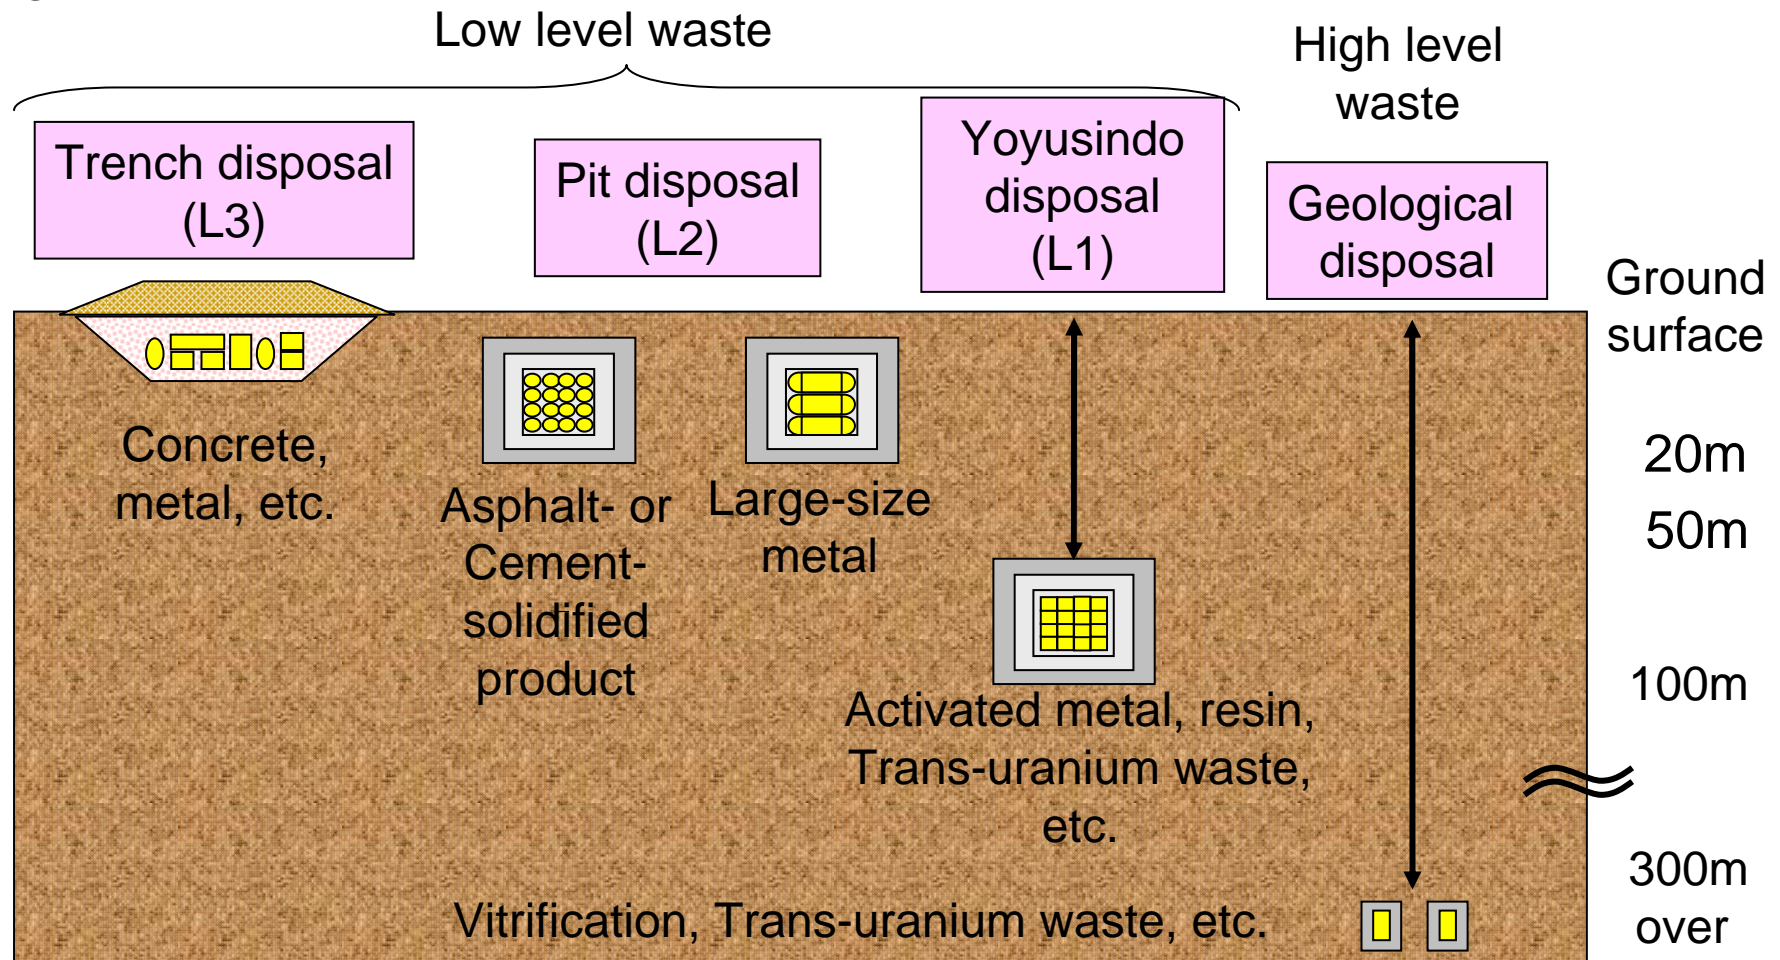 Low level waste
High level
waste
Trench disposal
(L3)
Pit disposal
(L2)
Yoyusindo
disposal
(L1)
Geological
disposal
Ground
surface
Concrete,
metal, etc.
Asphalt- or
Cement-
solidified
product
Large-size
metal
20m
50m
100m
Activated metal, resin,
Trans-uranium waste,
etc.
300m
over
Vitrification, Trans-uranium waste, etc.